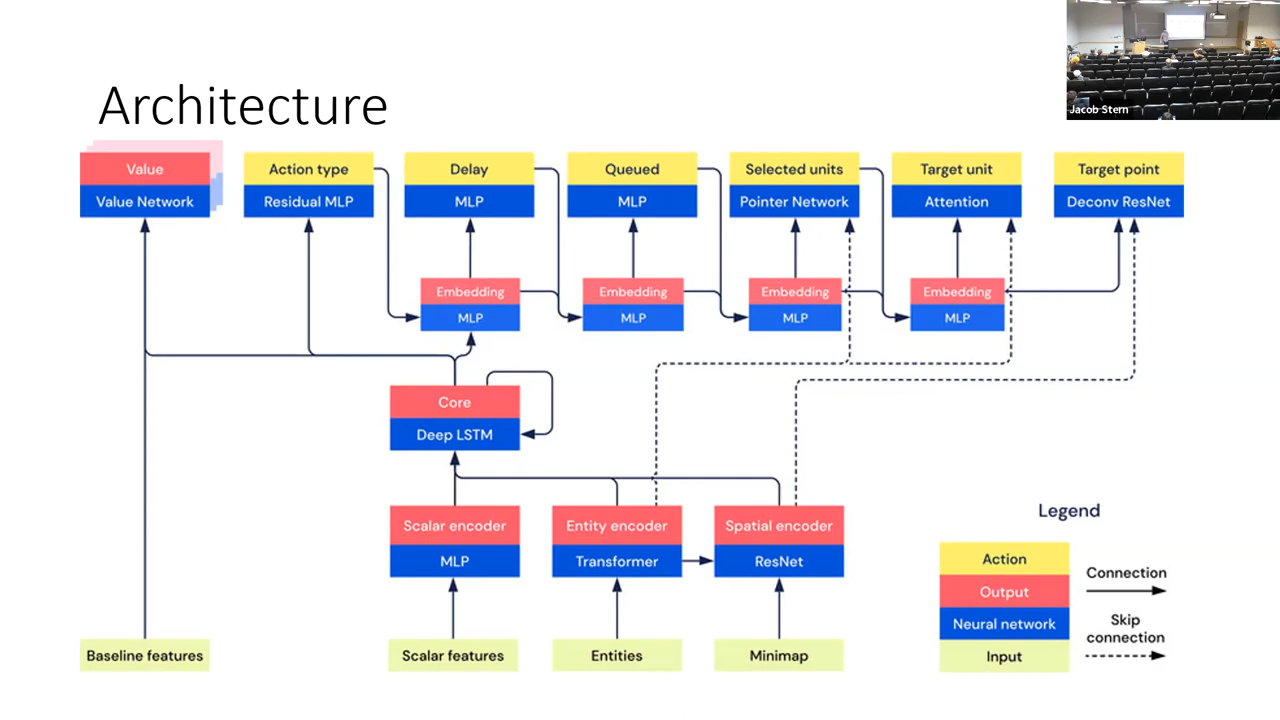 Jacob Stern
Architecture
Value
Value Network
Action type
Residual MLP
Delay
MLP
Queued
MLP
Selected units
Pointer Network
Target unit
Attention
Target point
Deconv ResNet
Embedding
MLP
Embedding
MLP
Embedding
MLP
Embedding
MLP
Core
Deep LSTM
Scalar encoder
MLP
Entity encoder
Transformer
Spatial encoder
ResNet
Baseline features
Scalar features
Entities
Minimap
Legend
Action
Output
Neural network
Input
Connection
Skip
connection